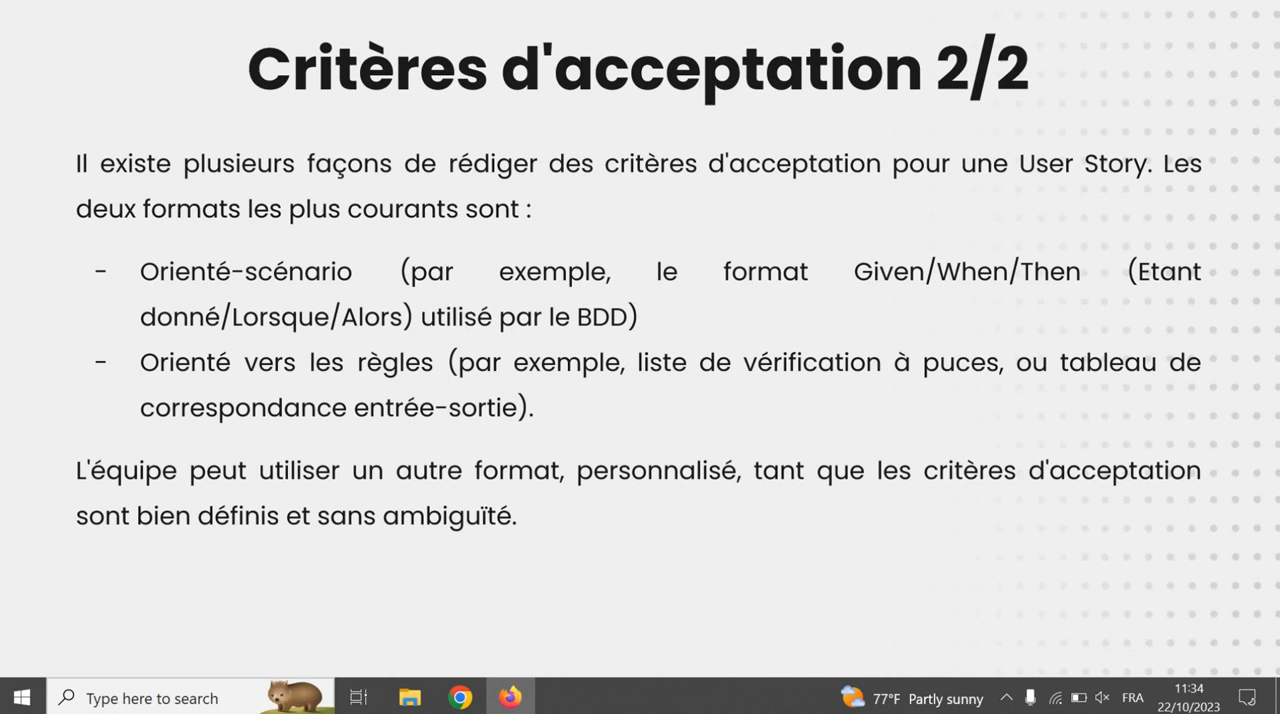 Critères d'acceptation 2/2
Il existe plusieurs façons de rédiger des critères d'acceptation pour une User Story. Les
deux formats les plus courants sont :
- Orienté-scénario (par exemple, le format Given/When/Then (Etant
donné/Lorsque/Alors) utilisé par le BDD)
- Orienté vers les règles (par exemple, liste de vérification à puces, ou tableau de
correspondance entrée-sortie).
L'équipe peut utiliser un autre format, personnalisé, tant que les critères d'acceptation
sont bien définis et sans ambiguïté.
Type here to search
77°F Partly sunny
FRA
11:34
22/10/2023